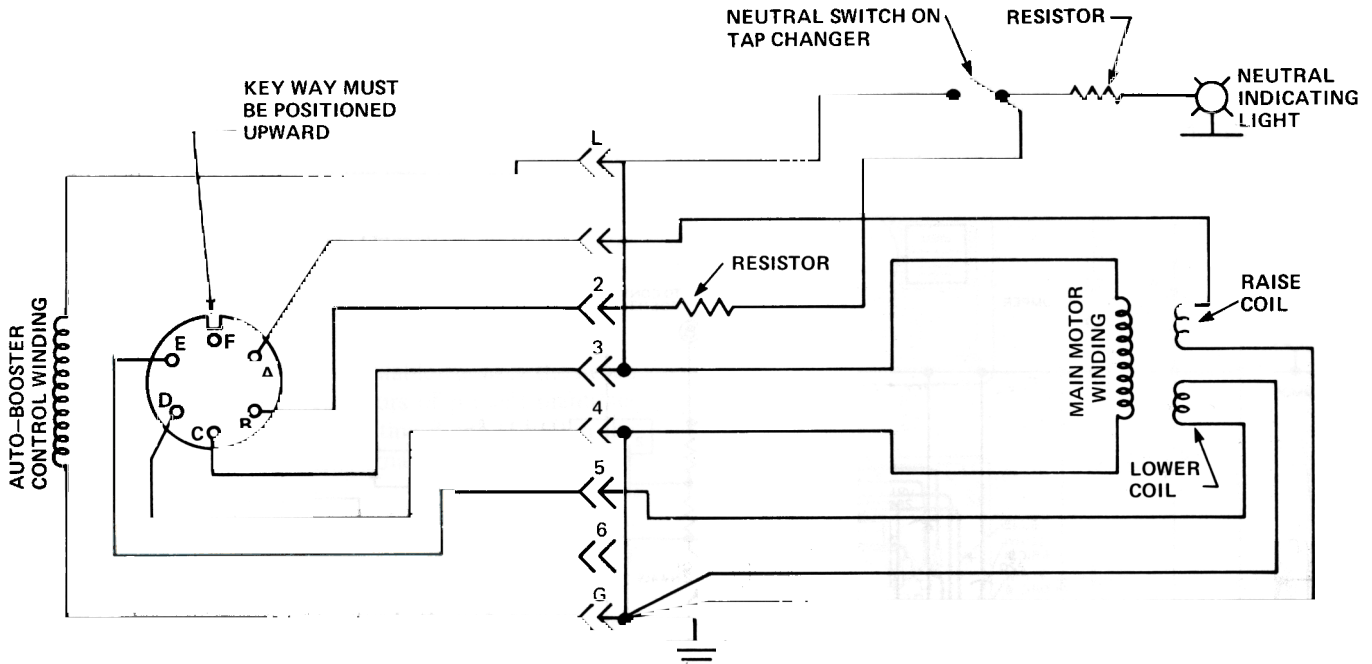 NEUTRAL SWITCH ON
TAP CHANGER
RESISTOR
NEUTRAL
INDICATING
LIGHT
KEY WAY MUST
BE POSITIONED
UPWARD
L
2
RESISTOR
3
4
5
6
G
AUTO-BOOSTER
CONTROL WINDING
E
F
D
C
MAIN MOTOR
WINDING
RAISE
COIL
LOWER
COIL